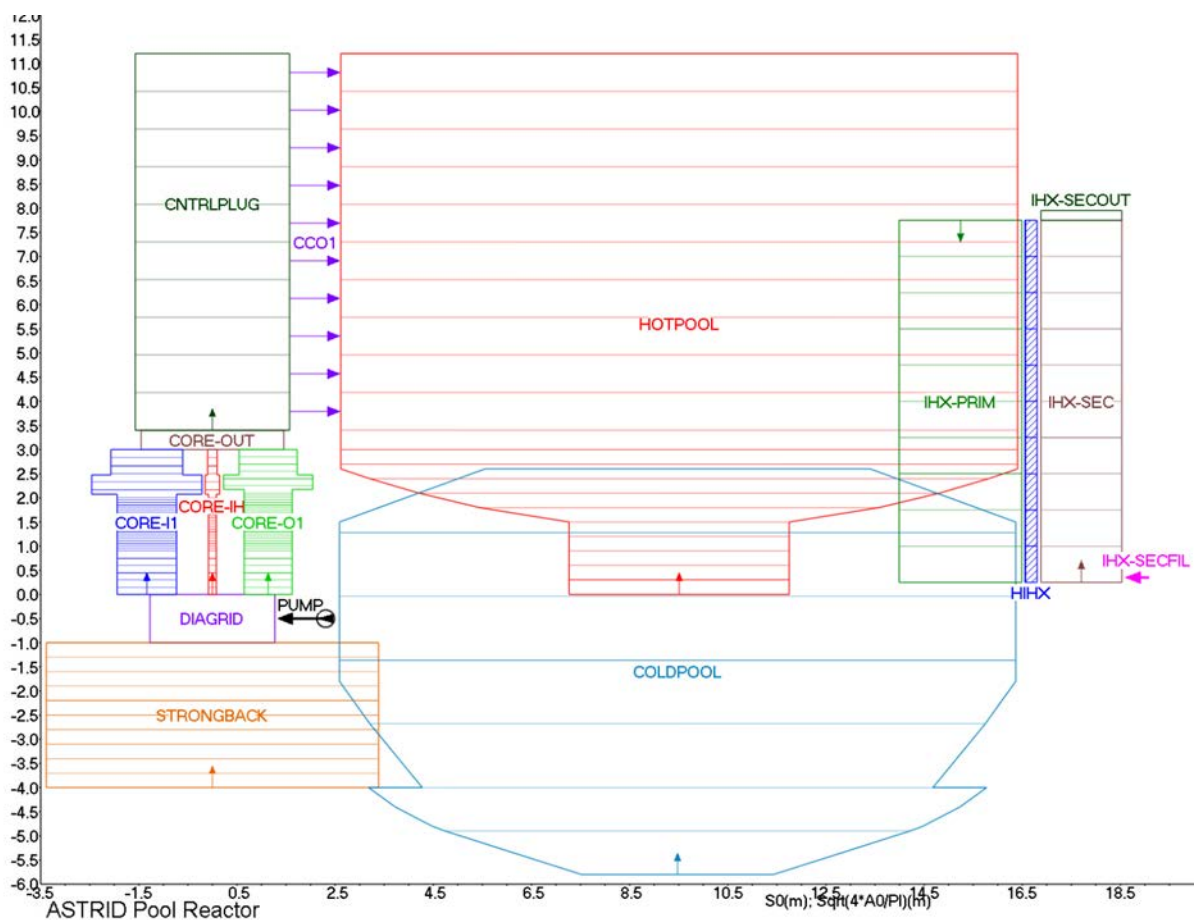 12.0
11.5
11.0
10.5
10.0
9.5
9.0
8.5
8.0
7.5
7.0
6.5
6.0
5.5
5.0
4.5
4.0
3.5
3.0
2.5
2.0
1.5
1.0
0.5
0.0
-0.5
-1.0
-1.5
-2.0
-2.5
-3.0
-3.5
-4.0
-4.5
-5.0
-5.5
-6.0
CNTRLPLUG
IHX-SECOUT
CCO1
HOTPOOL
IHX-PRIM
IHX-SEC
CORE-OUT
CORE-IH
CORE-I1
CORE-O1
IHX-SECFIL
HIHX
PUMP
DIAGRID
COLDPOOL
STRONGBACK
-3.5 -1.5 0.5 2.5 4.5 6.5 8.5 10.5 12.5 14.5 16.5 18.5
S0(m); Sqrt(4*A0/PI)(m)
ASTRID Pool Reactor